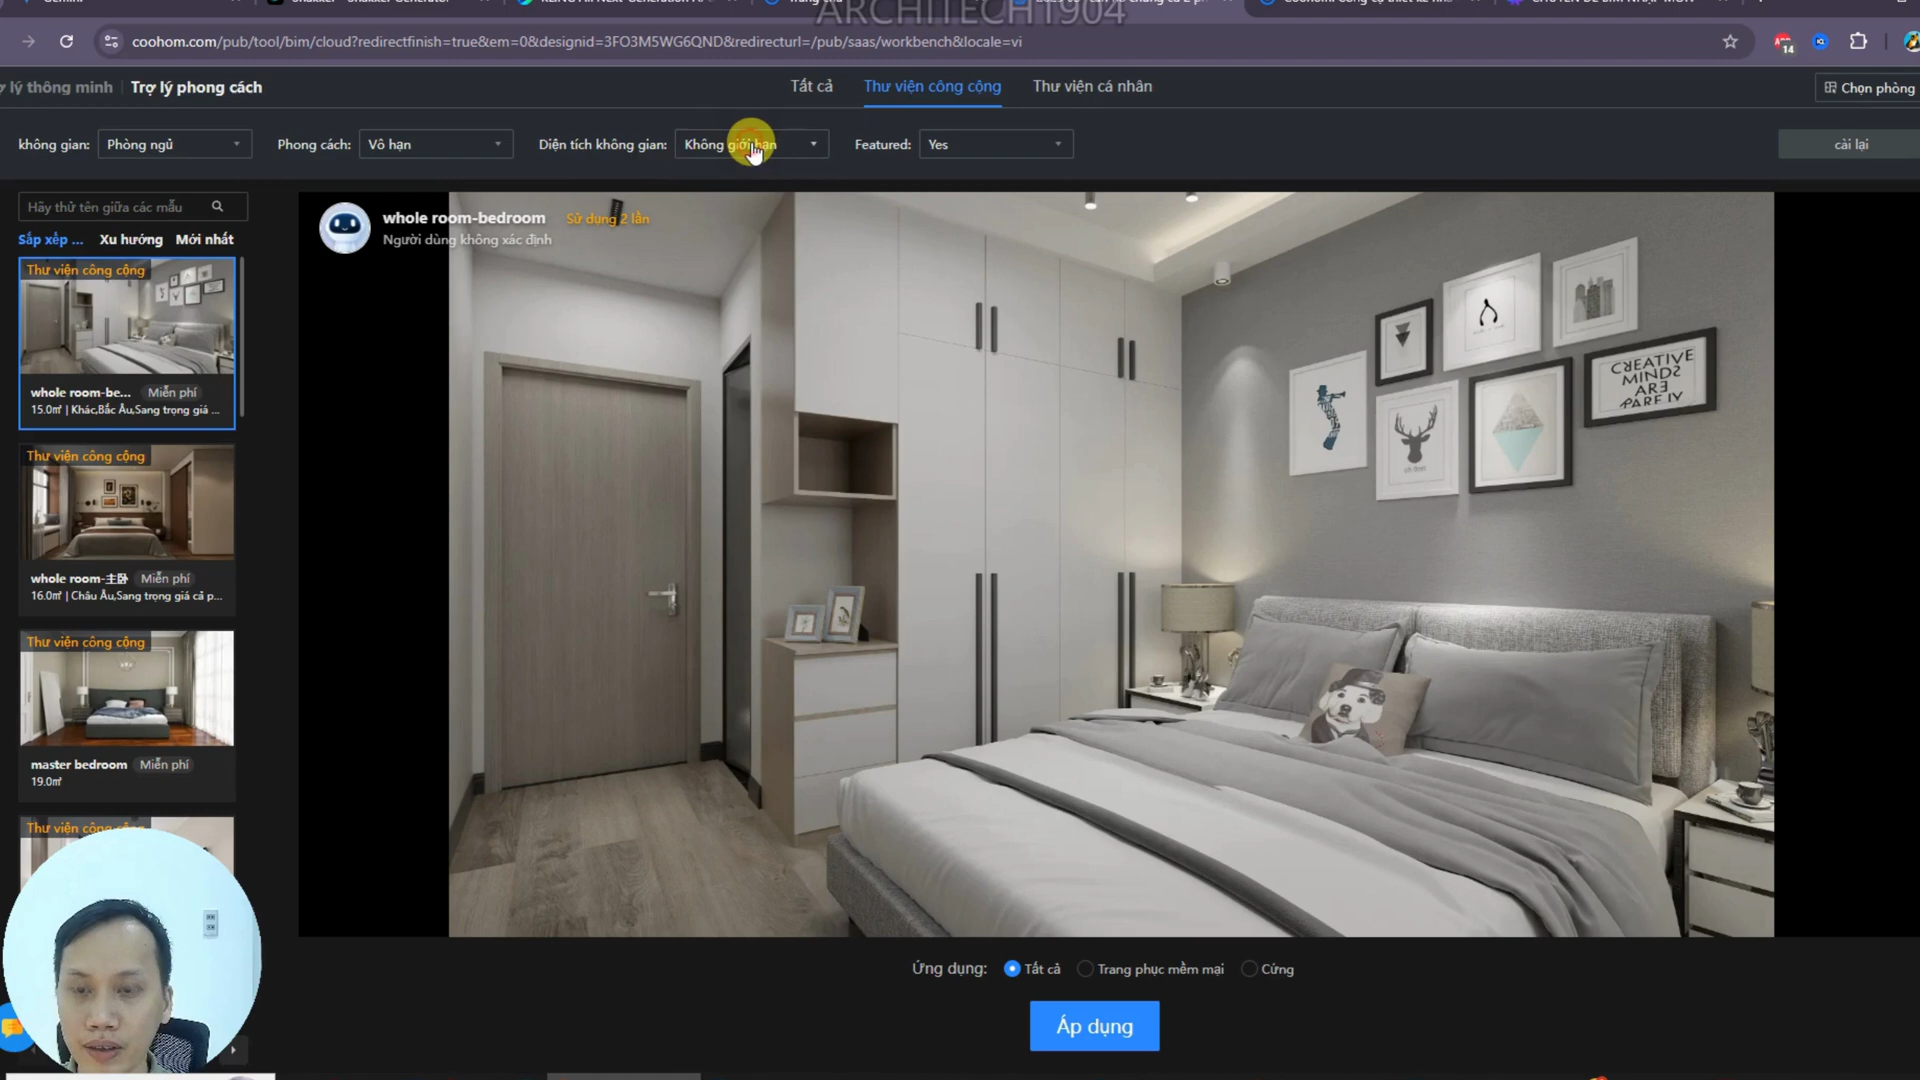 ARCHITECH1904
coohom.com/pub/tool/bim/cloud?redirectfinish=true&em=0&designid=3FO3M5WG6QND&redirecturl=/pub/saas/workbench&locale=vi
14
lý thông minh | Trợ lý phong cách
Tất cả
Thư viện công cộng
Thư viện cá nhân
Chọn phòng
không gian: Phòng ngủ
Phong cách: Vô hạn
Diện tích không gian: Không giới hạn
Featured: Yes
cài lại
Hãy thử tên giữa các mẫu
Sắp xếp ...
Xu hướng
Mới nhất
whole room-bedroom
Sử dụng 2 lần
Người dùng không xác định
Thư viện công cộng
whole room-be... Miễn phí
15.0㎡ | Khác,Bắc Âu,Sang trọng giá ...
Thư viện công cộng
whole room-主卧 Miễn phí
16.0㎡ | Châu Âu,Sang trọng giá cả p...
Thư viện công cộng
master bedroom Miễn phí
19.0㎡
Thư viện công cộng
CREATIVE
MINDS
ARE
Ứng dụng:
Tất cả
Trang phục mềm mại
Cứng
Áp dụng